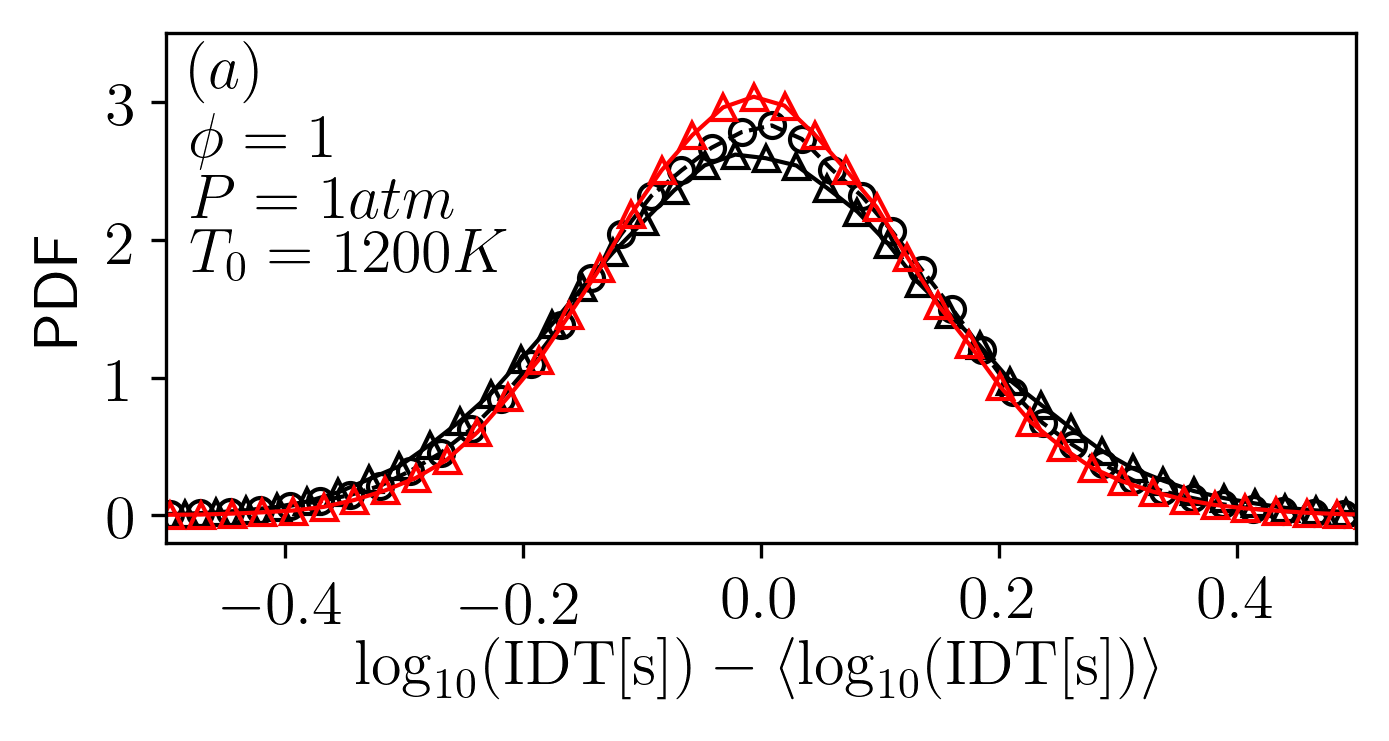 (a)
ϕ = 1
P = 1atm
T₀ = 1200K
PDF
3
2
1
0
−0.4 −0.2 0.0 0.2 0.4
log₁₀(IDT[s]) − ⟨log₁₀(IDT[s])⟩